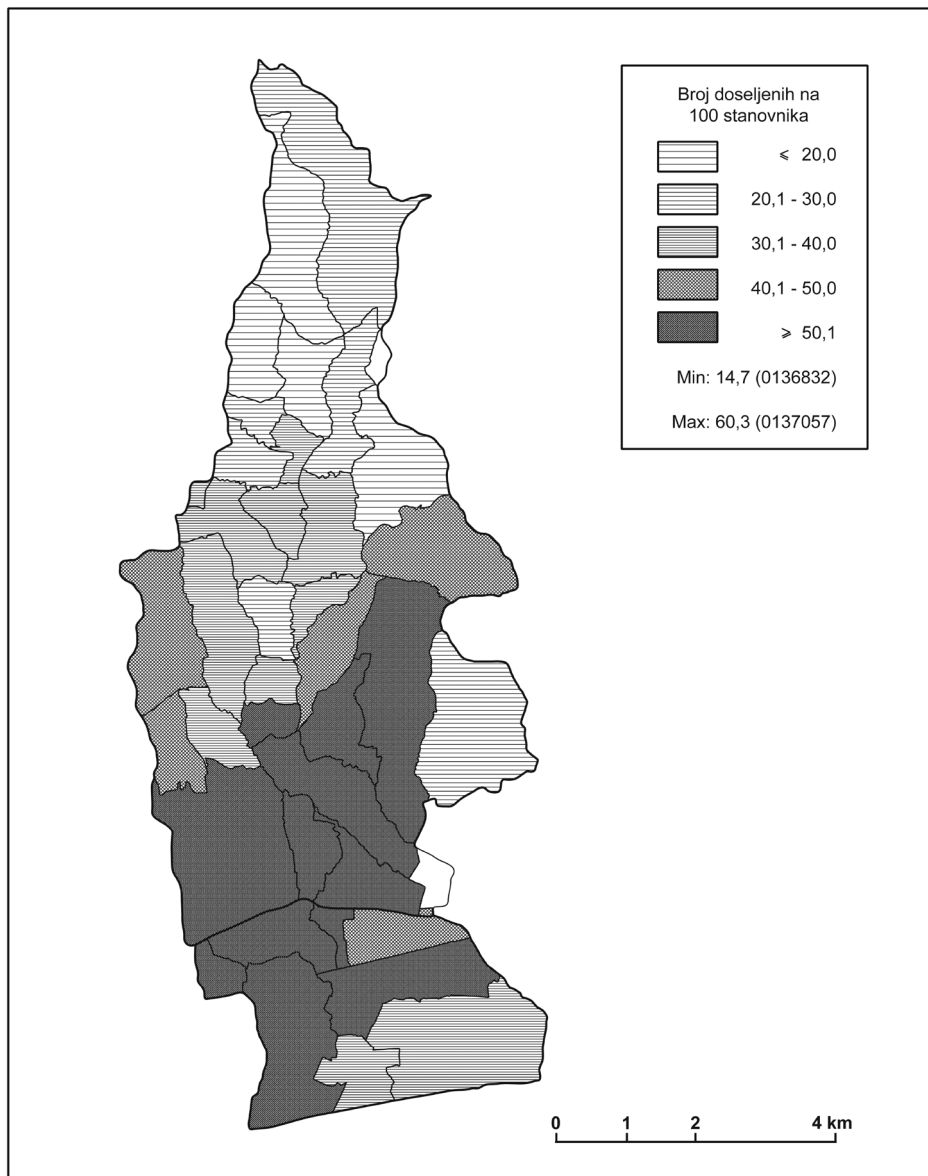 Broj doseljenih na
100 stanovnika
⩽ 20,0
20,1 - 30,0
30,1 - 40,0
40,1 - 50,0
⩾ 50,1
Min: 14,7 (0136832)
Max: 60,3 (0137057)
0 1 2 4 km